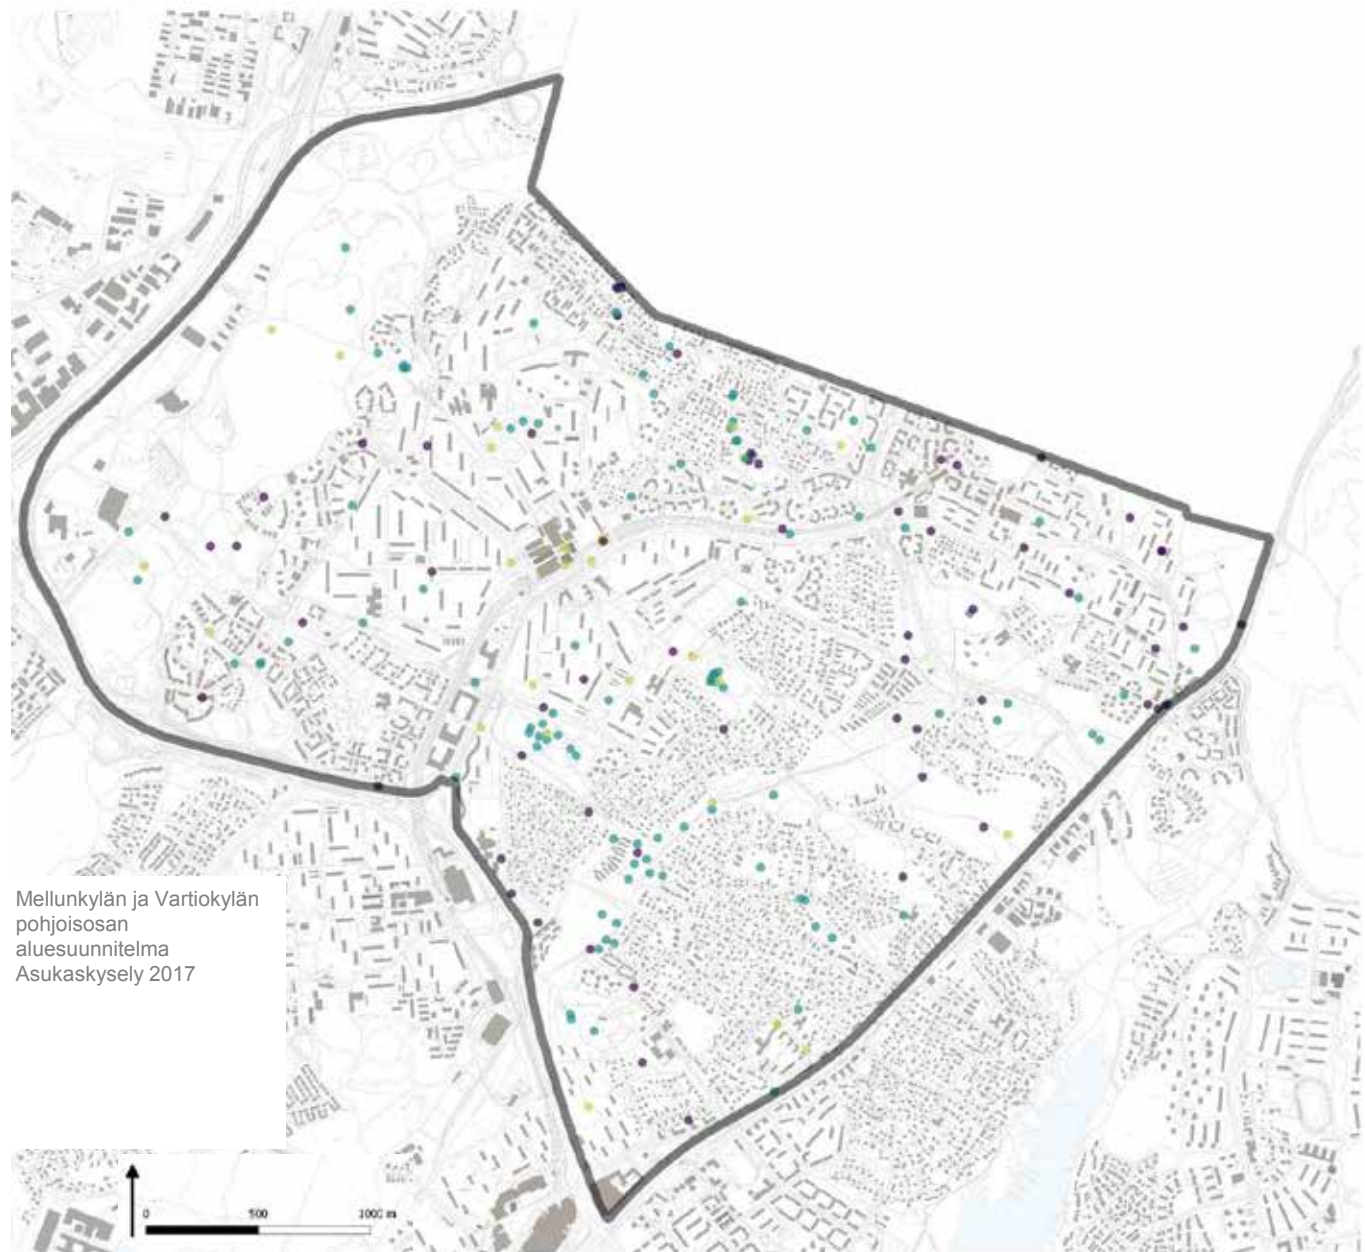 Mellunkylän ja Vartiokylän
pohjoisosan
aluesuunnitelma
Asukaskysely 2017
0 500 1000 m